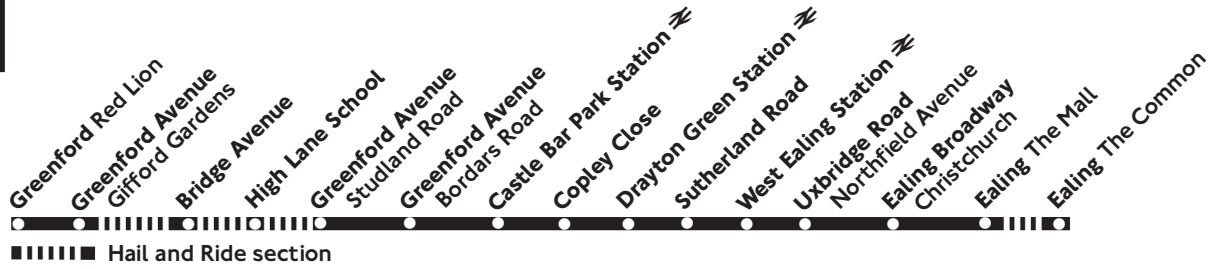 Greenford Red Lion
Greenford Avenue
Gifford Gardens
Bridge Avenue
High Lane School
Greenford Avenue
Studland Road
Greenford Avenue
Bordars Road
Castle Bar Park Station
Copley Close
Drayton Green Station
Sutherland Road
West Ealing Station
Uxbridge Road
Northfield Avenue
Ealing Broadway
Christchurch
Ealing The Mall
Ealing The Common
Hail and Ride section